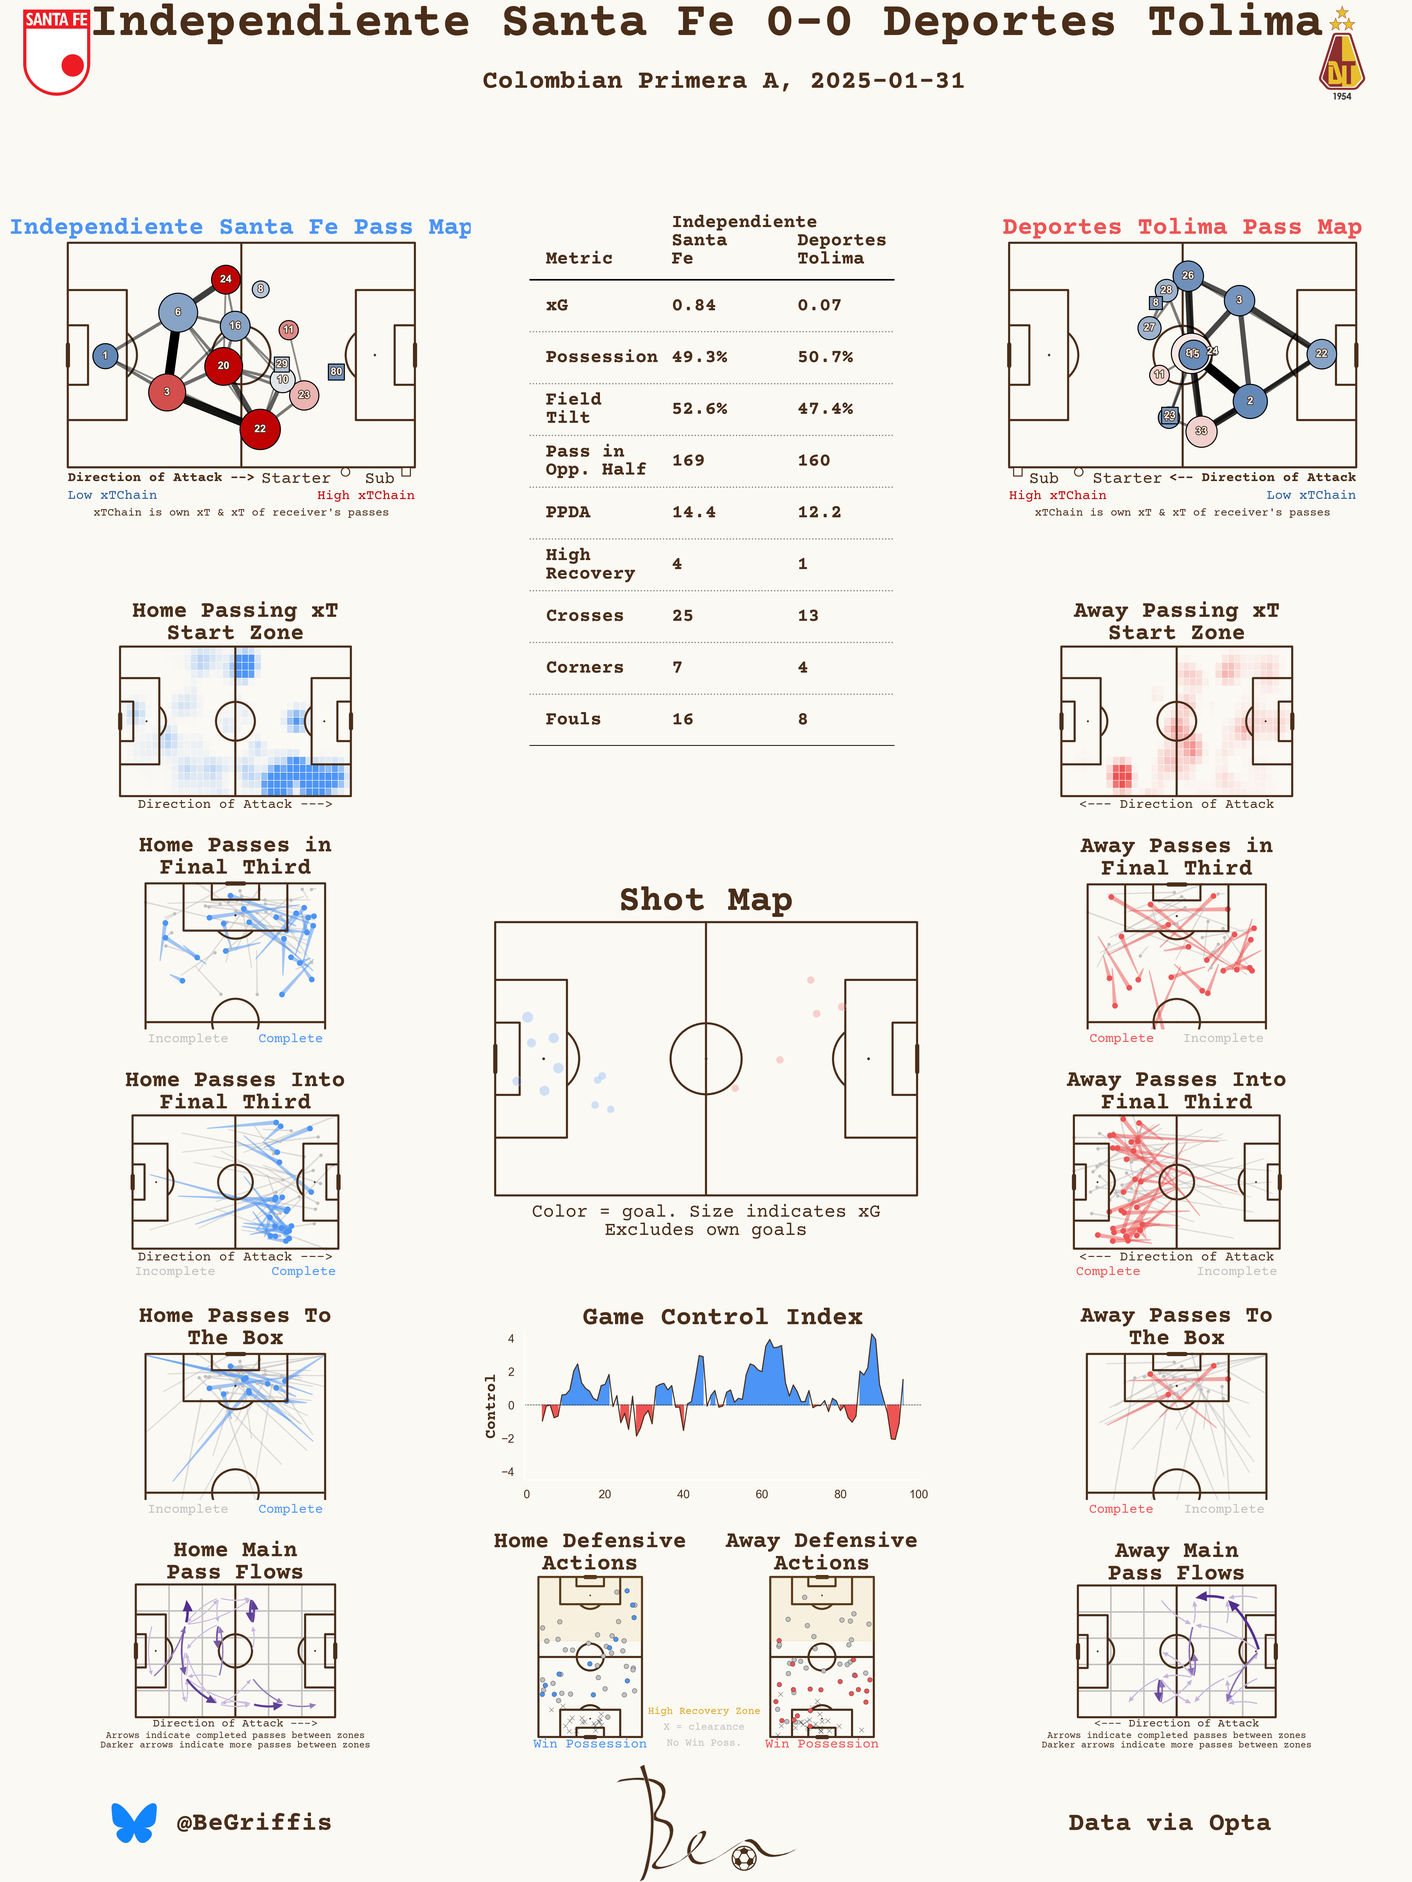 Independiente Santa Fe 0-0 Deportes Tolima
SANTA FE
1954
Colombian Primera A, 2025-01-31
Independiente Santa Fe Pass Map
24
8
6
16
11
1
20
29
10
80
3
23
22
Direction of Attack --> Starter Sub
Low xTChain High xTChain
xTChain is own xT & xT of receiver's passes
Independiente
Santa Deportes
Metric Fe Tolima
xG 0.84 0.07
Possession 49.3% 50.7%
Field
Tilt 52.6% 47.4%
Pass in
Opp. Half 169 160
PPDA 14.4 12.2
High
Recovery 4 1
Crosses 25 13
Corners 7 4
Fouls 16 8
Deportes Tolima Pass Map
26
28
8
3
27
15
24
22
11
2
23
33
Sub Starter <-- Direction of Attack
High xTChain Low xTChain
xTChain is own xT & xT of receiver's passes
Home Passing xT
Start Zone
Direction of Attack --->
Away Passing xT
Start Zone
<--- Direction of Attack
Home Passes in
Final Third
Incomplete Complete
Away Passes in
Final Third
Complete Incomplete
Shot Map
Color = goal. Size indicates xG
Excludes own goals
Home Passes Into
Final Third
Direction of Attack --->
Incomplete Complete
Away Passes Into
Final Third
<--- Direction of Attack
Complete Incomplete
Home Passes To
The Box
Incomplete Complete
Game Control Index
Control
4
2
0
−2
−4
0 20 40 60 80 100
Away Passes To
The Box
Complete Incomplete
Home Main
Pass Flows
Direction of Attack --->
Arrows indicate completed passes between zones
Darker arrows indicate more passes between zones
Home Defensive
Actions
Win Possession
Away Defensive
Actions
Win Possession
High Recovery Zone
X = clearance
No Win Poss.
Away Main
Pass Flows
<--- Direction of Attack
Arrows indicate completed passes between zones
Darker arrows indicate more passes between zones
@BeGriffis
Ben
Data via Opta